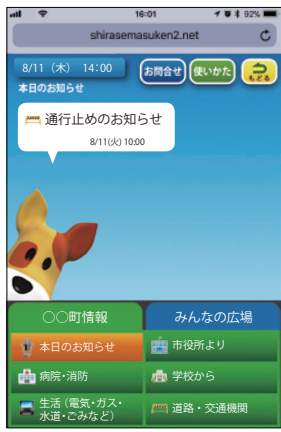 16:01
92%
shirasemasuken2.net
8/11（木） 14:00
お問合せ
使いかた
もどる
本日のお知らせ
通行止めのお知らせ
8/11(火) 10:00
〇〇町情報
みんなの広場
本日のお知らせ
市役所より
病院・消防
学校から
生活（電気・ガス・
水道・ごみなど）
道路・交通機関